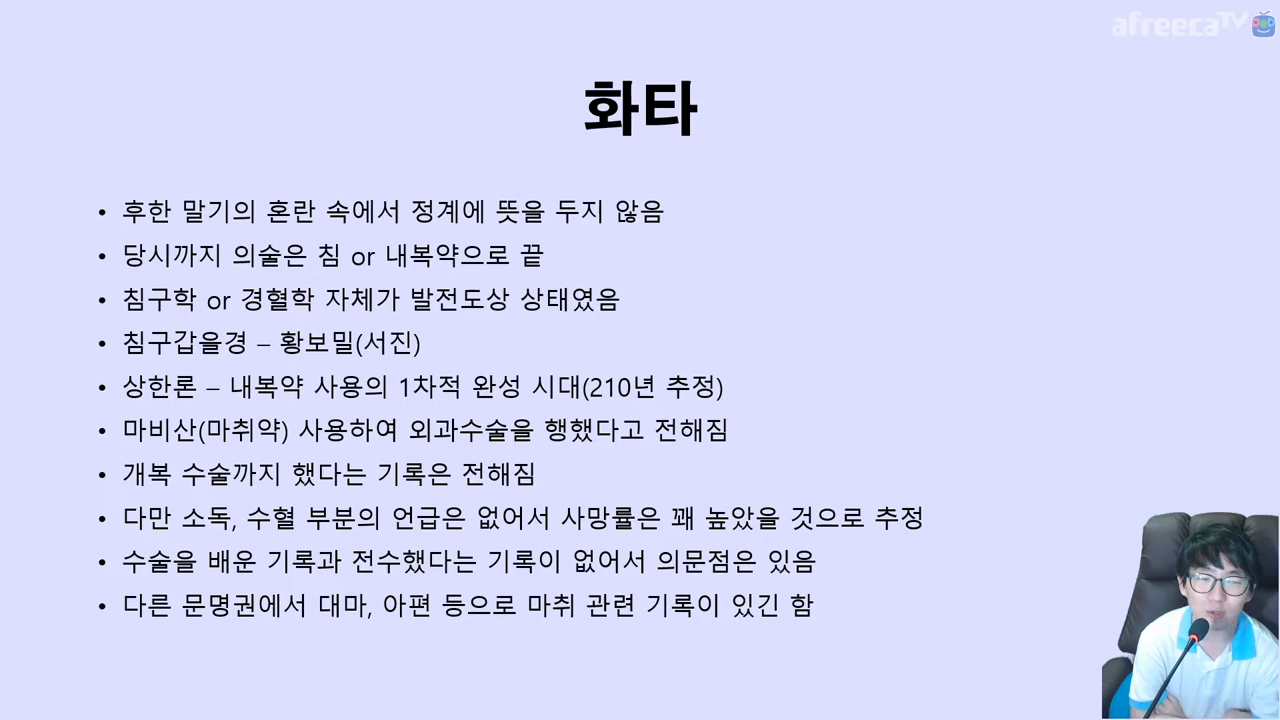 afreecaTV
화타
• 후한 말기의 혼란 속에서 정계에 뜻을 두지 않음
• 당시까지 의술은 침 or 내복약으로 끝
• 침구학 or 경혈학 자체가 발전도상 상태였음
• 침구갑을경 – 황보밀(서진)
• 상한론 – 내복약 사용의 1차적 완성 시대(210년 추정)
• 마비산(마취약) 사용하여 외과수술을 행했다고 전해짐
• 개복 수술까지 했다는 기록은 전해짐
• 다만 소독, 수혈 부분의 언급은 없어서 사망률은 꽤 높았을 것으로 추정
• 수술을 배운 기록과 전수했다는 기록이 없어서 의문점은 있음
• 다른 문명권에서 대마, 아편 등으로 마취 관련 기록이 있긴 함